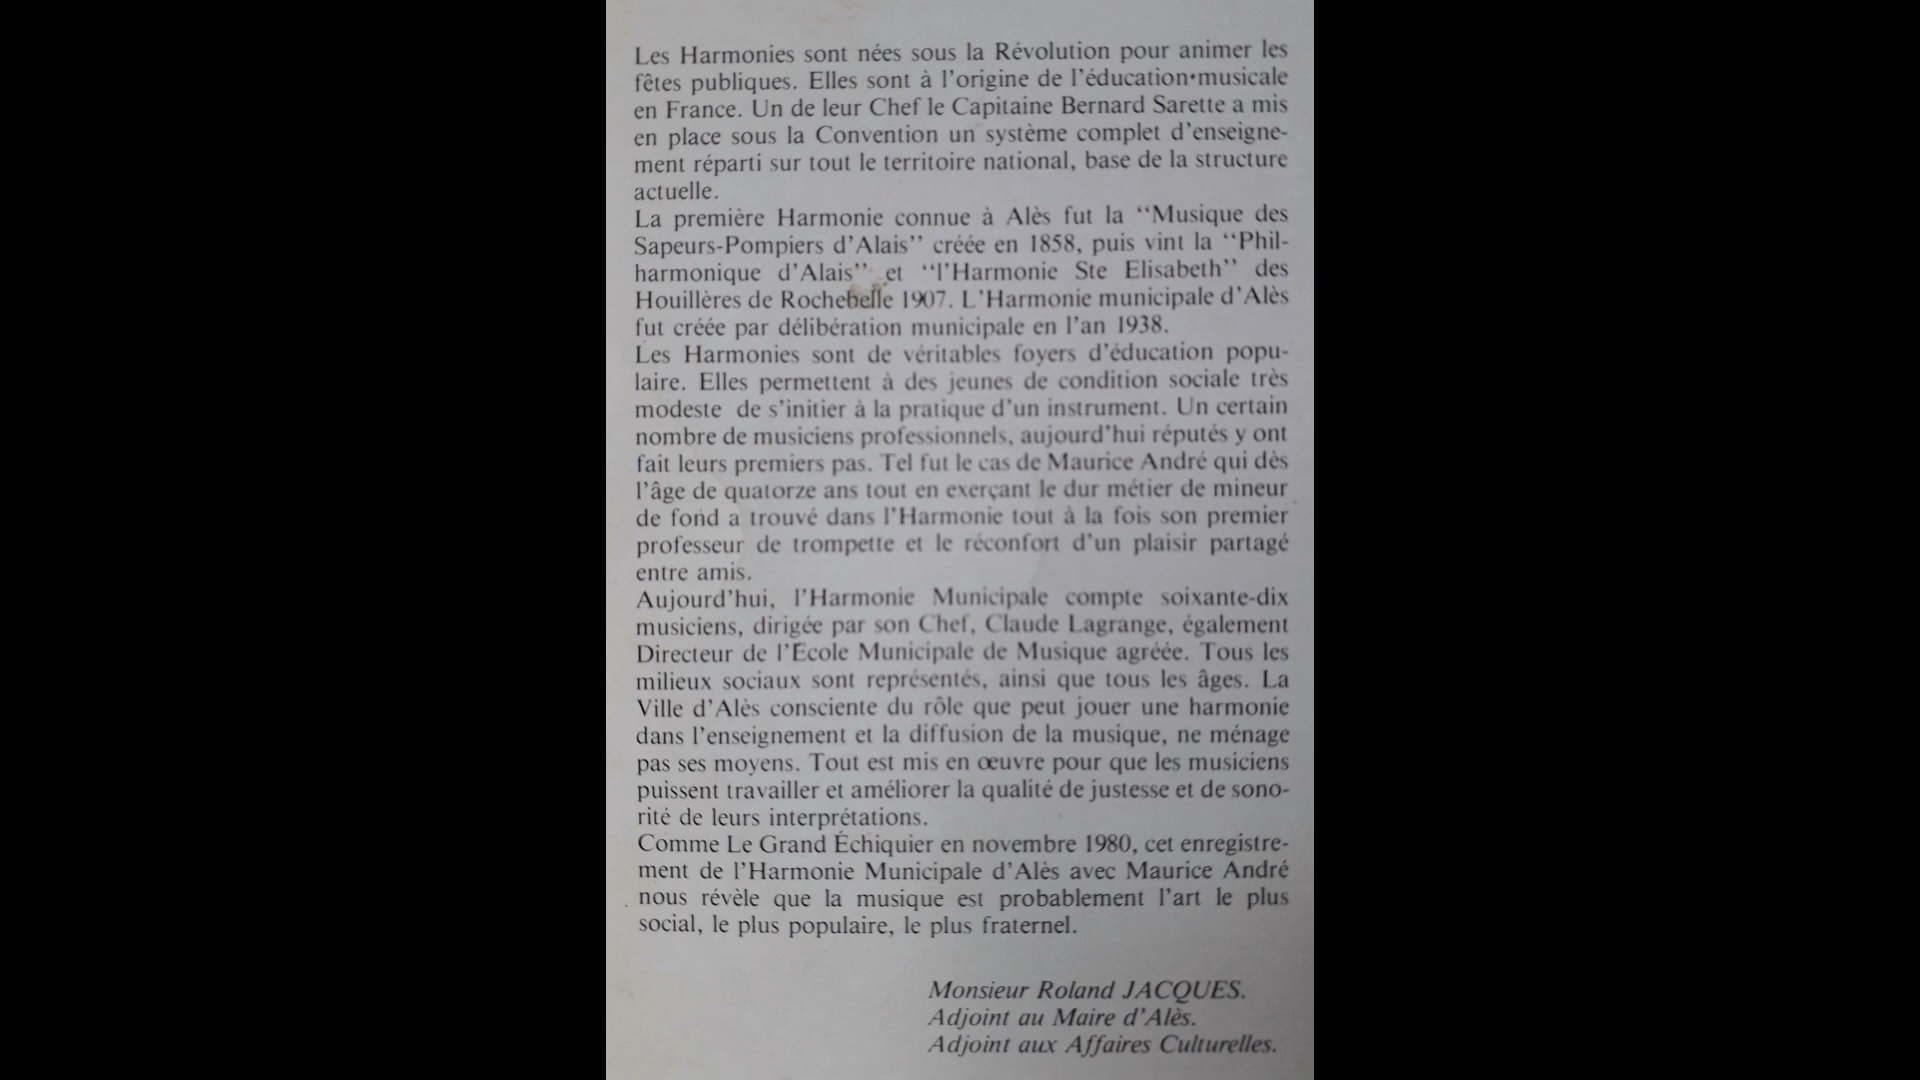 Les Harmonies sont nées sous la Révolution pour animer les
fêtes publiques. Elles sont à l'origine de l'éducation•musicale
en France. Un de leur Chef le Capitaine Bernard Sarette a mis
en place sous la Convention un système complet d'enseigne-
ment réparti sur tout le territoire national, base de la structure
actuelle.
La première Harmonie connue à Alès fut la ‘‘Musique des
Sapeurs-Pompiers d'Alais’’ créée en 1858, puis vint la ‘‘Phil-
harmonique d'Alais’’ et ‘‘l'Harmonie Ste Elisabeth’’ des
Houillères de Rochebelle 1907. L'Harmonie municipale d'Alès
fut créée par délibération municipale en l'an 1938.
Les Harmonies sont de véritables foyers d'éducation popu-
laire. Elles permettent à des jeunes de condition sociale très
modeste de s'initier à la pratique d'un instrument. Un certain
nombre de musiciens professionnels, aujourd'hui réputés y ont
fait leurs premiers pas. Tel fut le cas de Maurice André qui dès
l'âge de quatorze ans tout en exerçant le dur métier de mineur
de fond a trouvé dans l'Harmonie tout à la fois son premier
professeur de trompette et le réconfort d'un plaisir partagé
entre amis.
Aujourd'hui, l'Harmonie Municipale compte soixante-dix
musiciens, dirigée par son Chef, Claude Lagrange, également
Directeur de l'Ecole Municipale de Musique agréée. Tous les
milieux sociaux sont représentés, ainsi que tous les âges. La
Ville d'Alès consciente du rôle que peut jouer une harmonie
dans l'enseignement et la diffusion de la musique, ne ménage
pas ses moyens. Tout est mis en œuvre pour que les musiciens
puissent travailler et améliorer la qualité de justesse et de sono-
rité de leurs interprétations.
Comme Le Grand Échiquier en novembre 1980, cet enregistre-
ment de l'Harmonie Municipale d'Alès avec Maurice André
nous révèle que la musique est probablement l'art le plus
social, le plus populaire, le plus fraternel.
Monsieur Roland JACQUES.
Adjoint au Maire d'Alès.
Adjoint aux Affaires Culturelles.